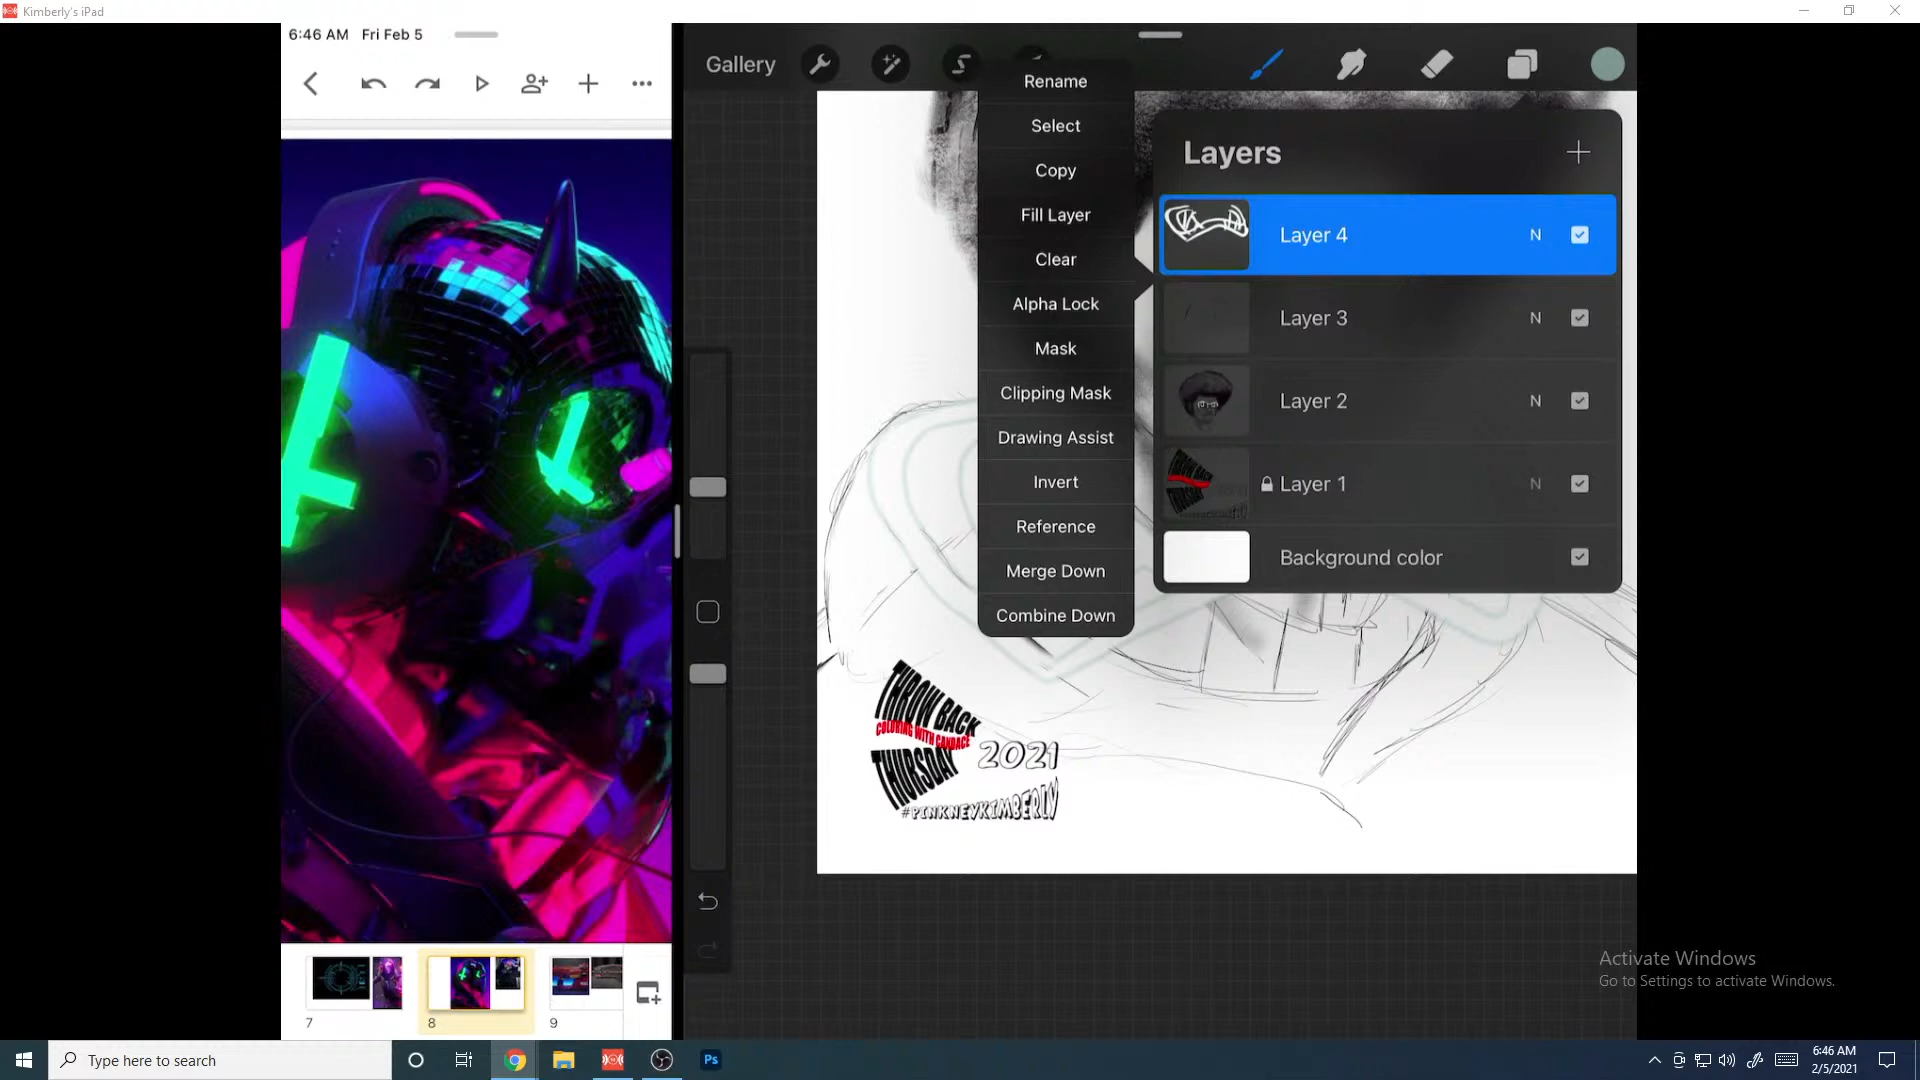 Kimberly's iPad
6:46 AM Fri Feb 5
Gallery
Rename
Select
Copy
Fill Layer
Clear
Alpha Lock
Mask
Clipping Mask
Drawing Assist
Invert
Reference
Merge Down
Combine Down
Layers
Layer 4 N
Layer 3 N
Layer 2 N
Layer 1 N
Background color
THROW BACK
COLORING WITH CANDACE
THURSDAY
2021
#PINKNEYKIMBERLY
7
8
9
Activate Windows
Go to Settings to activate Windows.
Type here to search
Ps
6:46 AM
2/5/2021